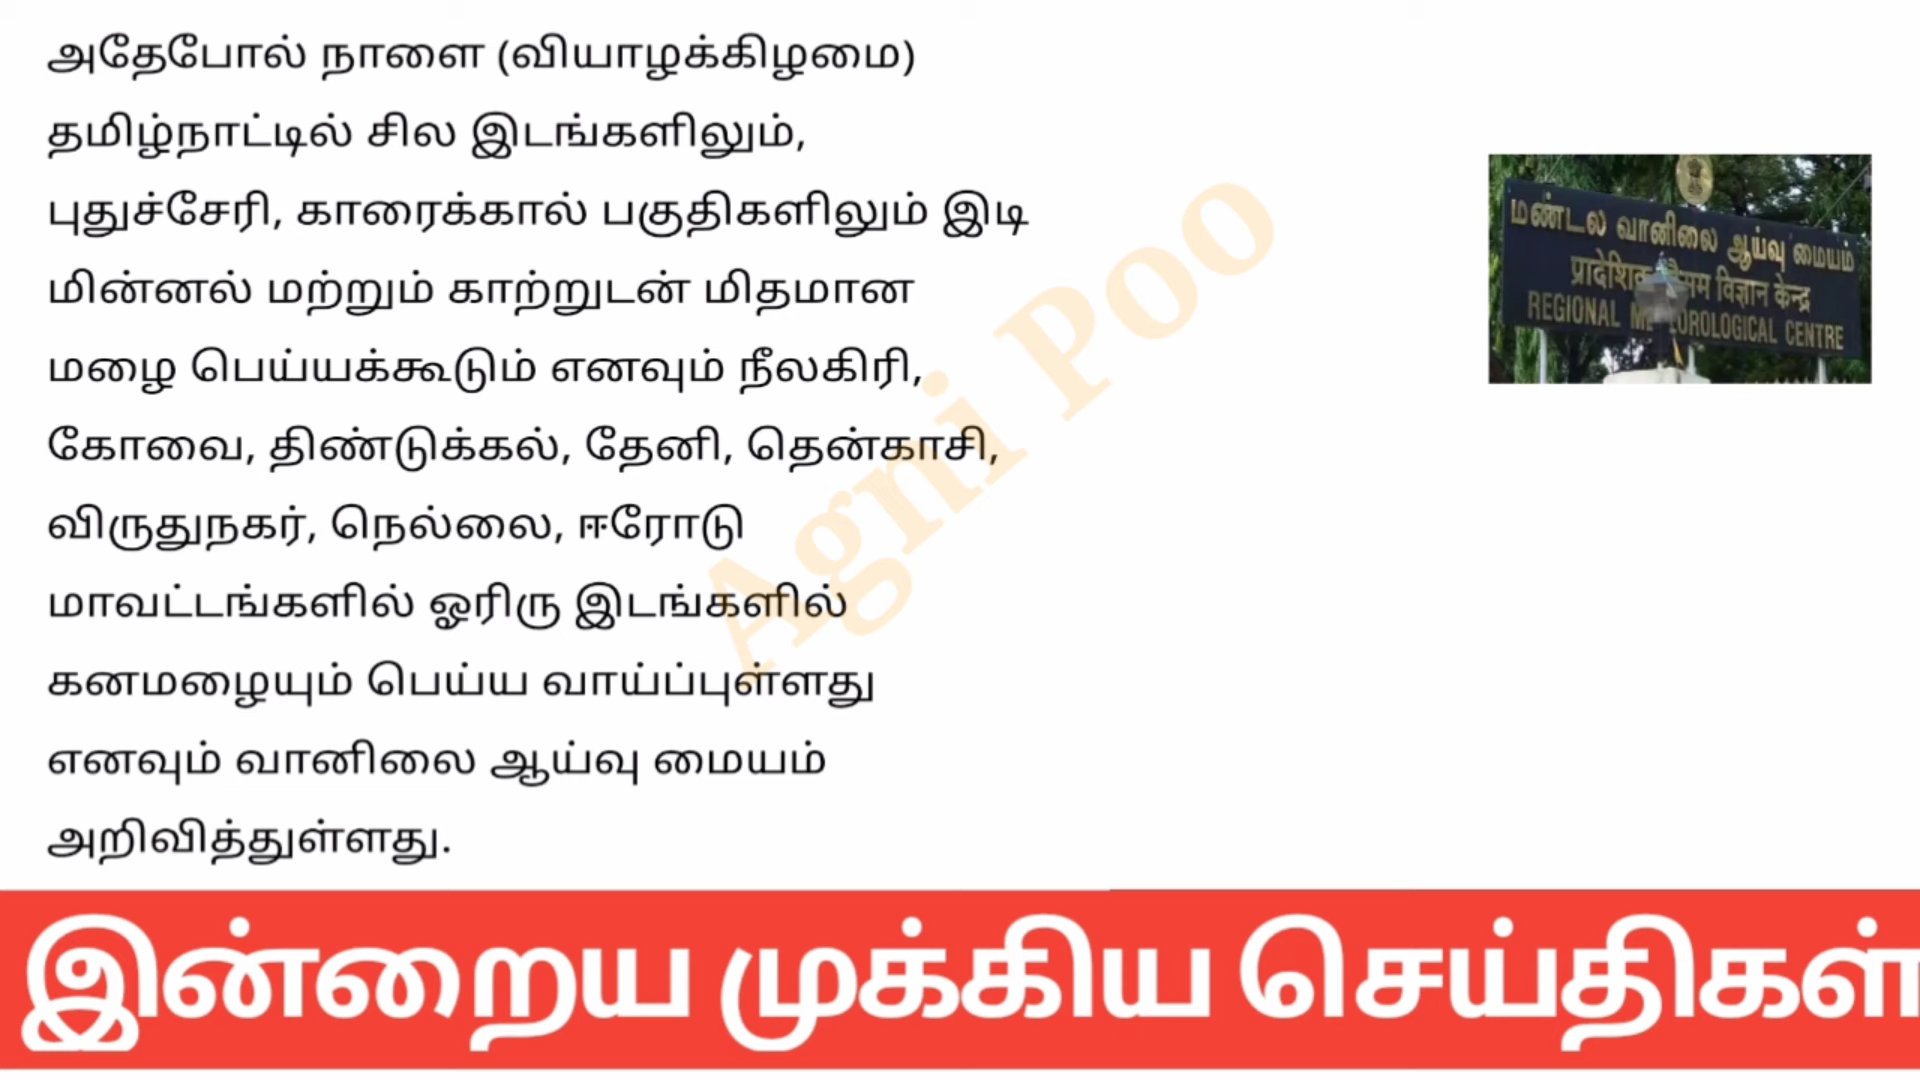 அதேபோல் நாளை (வியாழக்கிழமை)
தமிழ்நாட்டில் சில இடங்களிலும்,
புதுச்சேரி, காரைக்கால் பகுதிகளிலும் இடி
மின்னல் மற்றும் காற்றுடன் மிதமான
மழை பெய்யக்கூடும் எனவும் நீலகிரி,
கோவை, திண்டுக்கல், தேனி, தென்காசி,
விருதுநகர், நெல்லை, ஈரோடு
மாவட்டங்களில் ஓரிரு இடங்களில்
கனமழையும் பெய்ய வாய்ப்புள்ளது
எனவும் வானிலை ஆய்வு மையம்
அறிவித்துள்ளது.
Agni Poo
மண்டல வானிலை ஆய்வு மையம்
विज्ञान केन्द्र
REGIONAL CENTRE
இன்றைய முக்கிய செய்திகள்